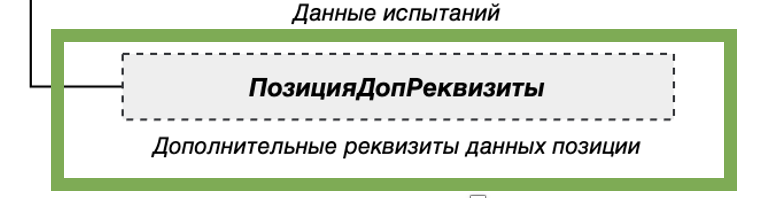 Данные испытаний
ПозицияДопРеквизиты
Дополнительные реквизиты данных позиции